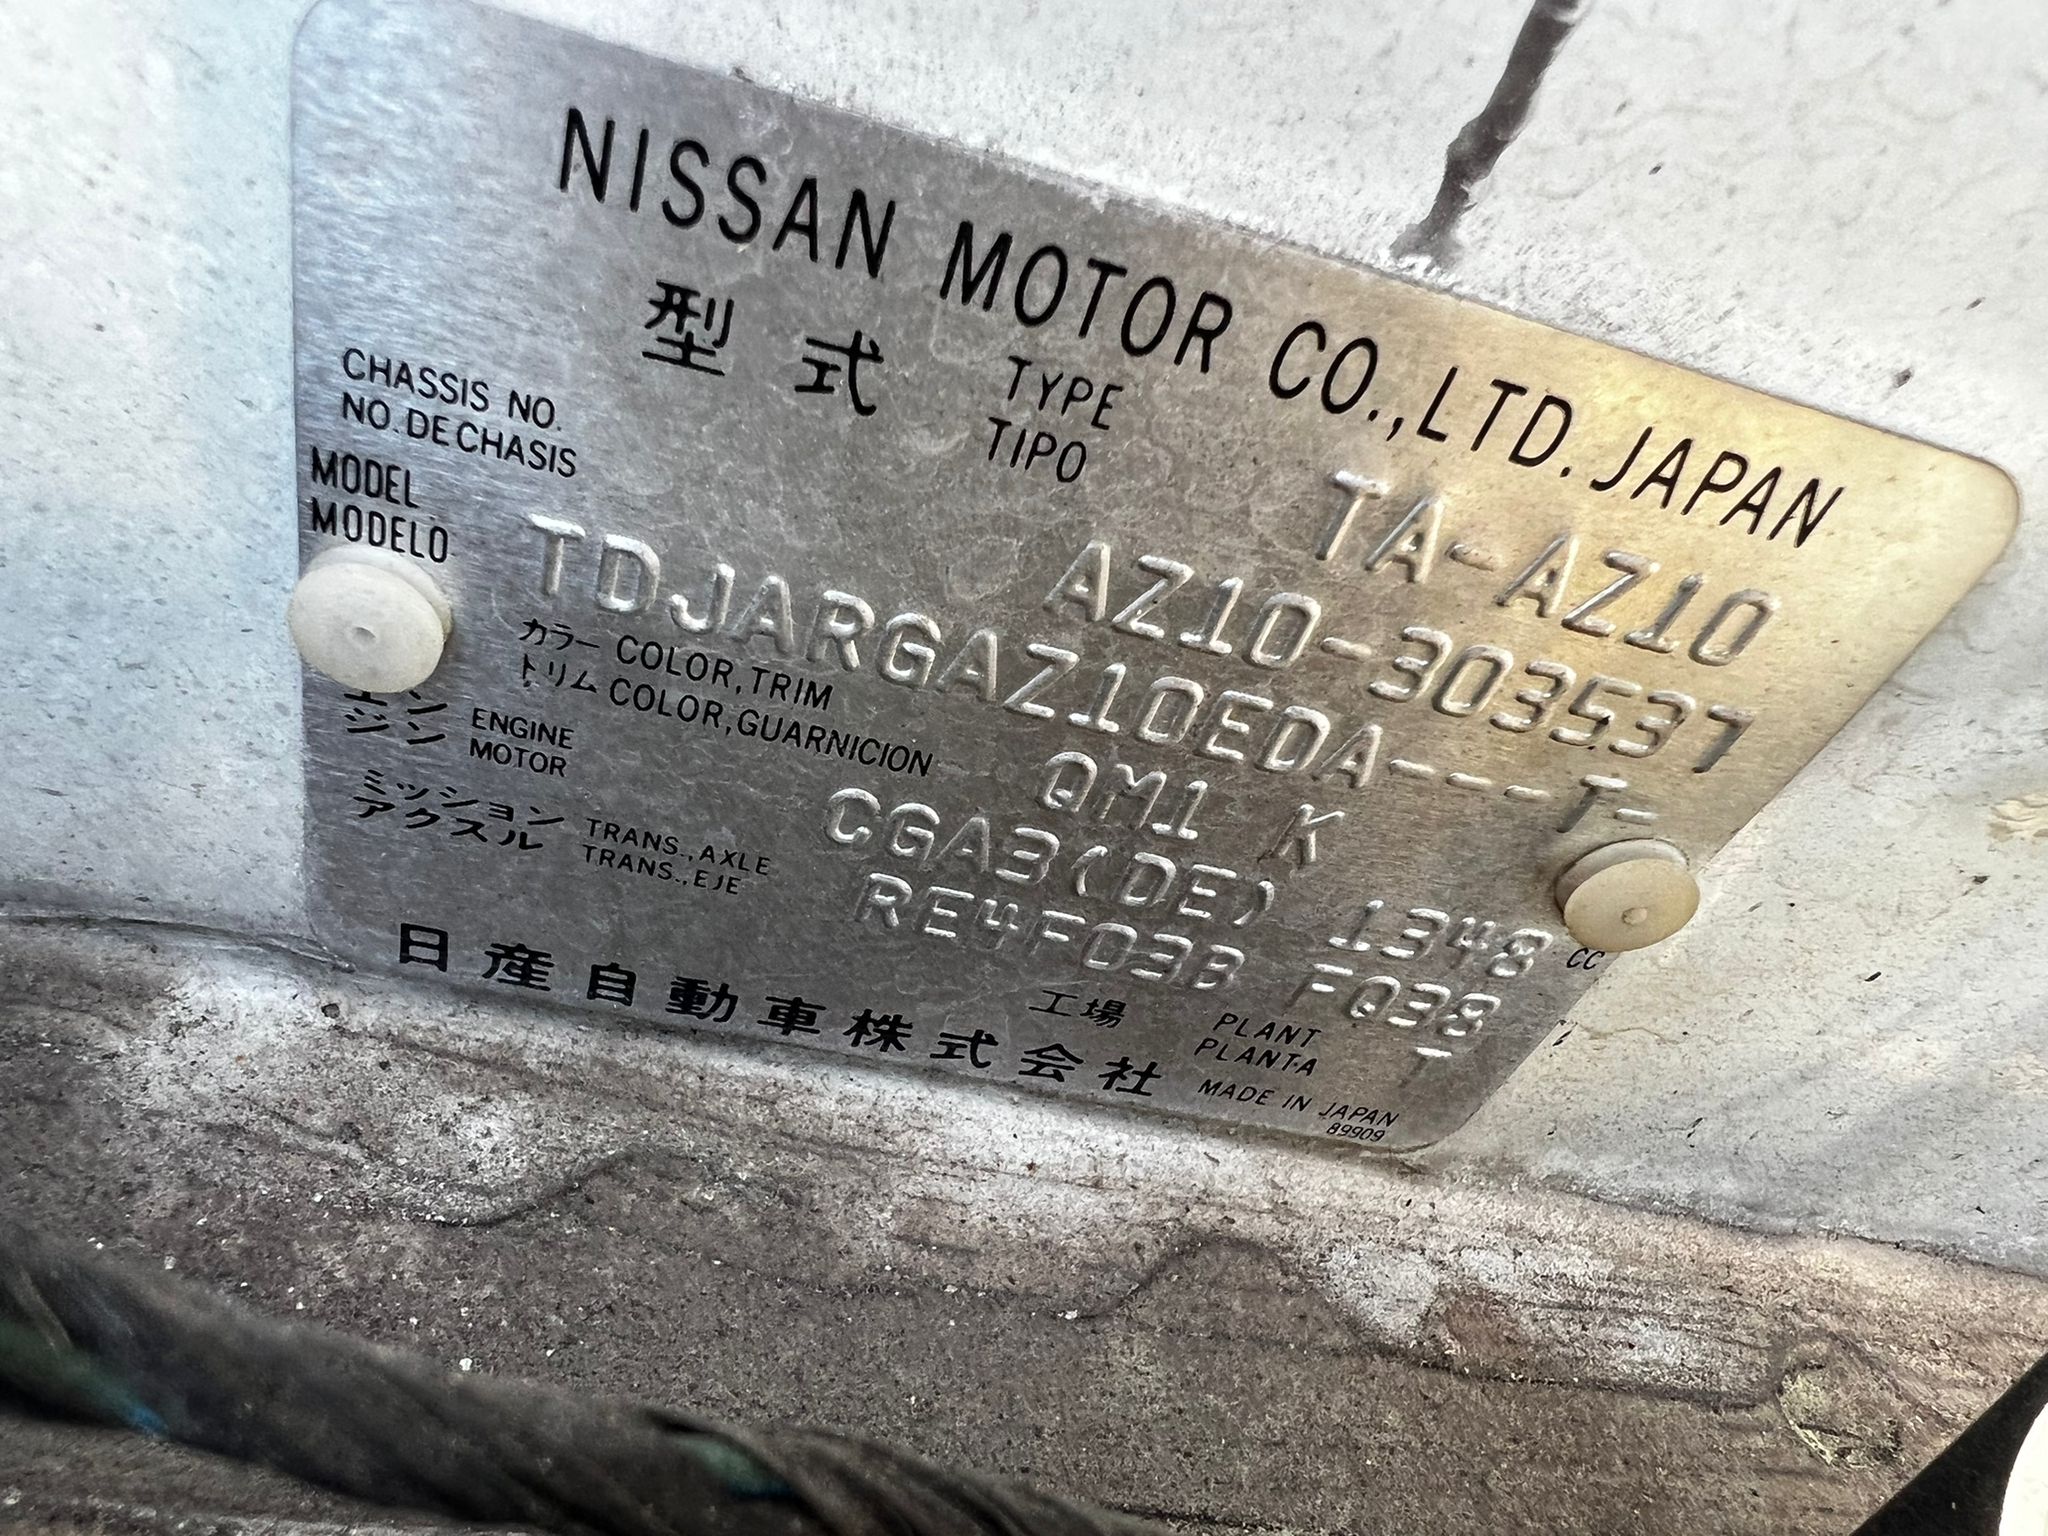 NISSAN MOTOR CO.,LTD. JAPAN
型式 TYPE TIPO TA-AZ10
CHASSIS NO.
NO. DE CHASIS AZ10-303537
MODEL
MODELO TDJARGAZ10EDA---T-
カラー COLOR,TRIM
トリム COLOR,GUARNICION QM1 K
エンジン ENGINE
MOTOR CGA3(DE) 1348 CC
ミッション TRANS.,AXLE
アクスル TRANS.,EJE RE4F03B FQ38
工場 PLANT
PLANTA T
日産自動車株式会社 MADE IN JAPAN
89909